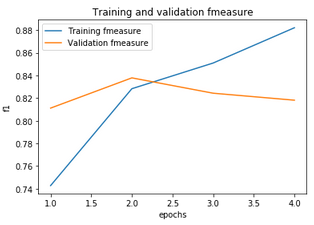 Training and validation fmeasure
Training fmeasure
Validation fmeasure
0.88
0.86
0.84
0.82
0.80
0.78
0.76
0.74
f1
1.0 1.5 2.0 2.5 3.0 3.5 4.0
epochs